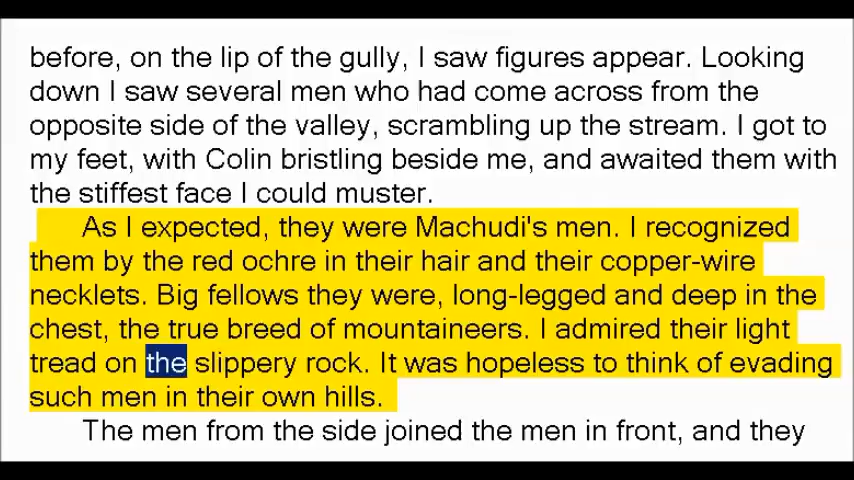 before, on the lip of the gully, I saw figures appear. Looking
down I saw several men who had come across from the
opposite side of the valley, scrambling up the stream. I got to
my feet, with Colin bristling beside me, and awaited them with
the stiffest face I could muster.
As I expected, they were Machudi's men. I recognized
them by the red ochre in their hair and their copper-wire
necklets. Big fellows they were, long-legged and deep in the
chest, the true breed of mountaineers. I admired their light
tread on the slippery rock. It was hopeless to think of evading
such men in their own hills.
The men from the side joined the men in front, and they